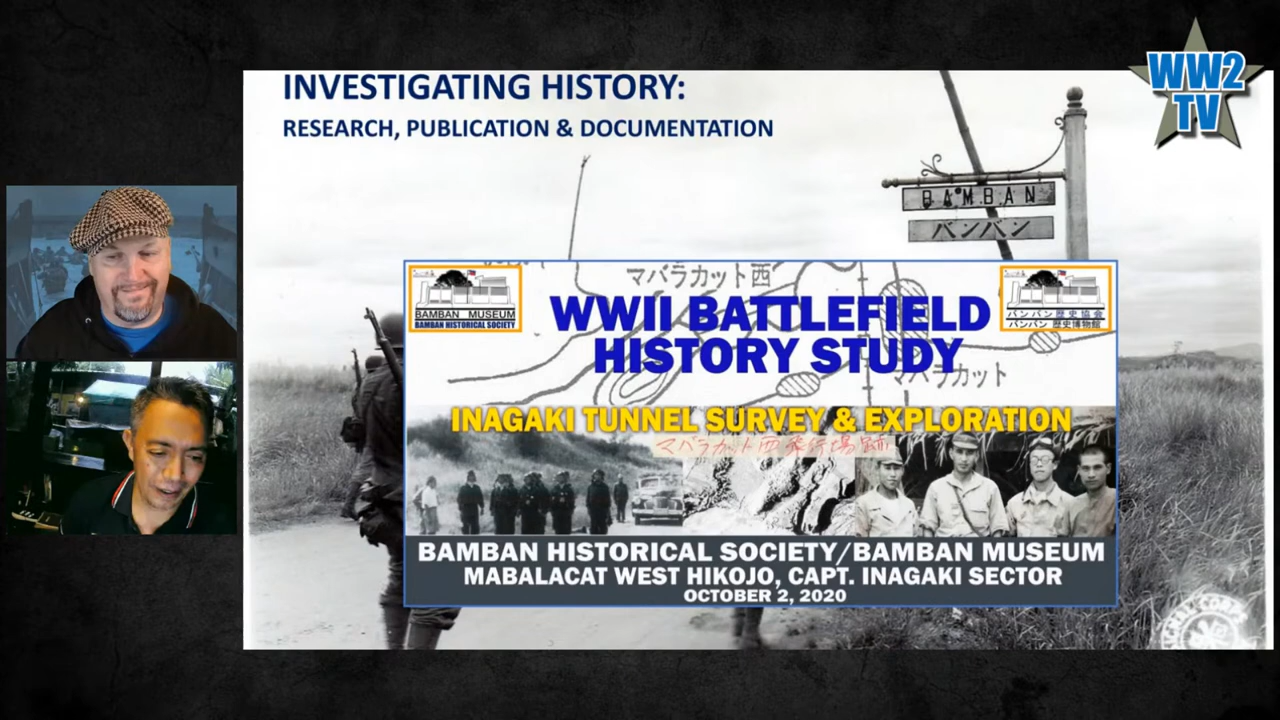 INVESTIGATING HISTORY:
RESEARCH, PUBLICATION & DOCUMENTATION
WW2
TV
BAMBAN
バンバン
マバラカット西
WWII BATTLEFIELD
HISTORY STUDY
マバラカット
BAMBAN MUSEUM
BAMBAN HISTORICAL SOCIETY
バンバン歴史協会
バンバン歴史博物館
INAGAKI TUNNEL SURVEY & EXPLORATION
マバラカット西飛行場跡
BAMBAN HISTORICAL SOCIETY/BAMBAN MUSEUM
MABALACAT WEST HIKOJO, CAPT. INAGAKI SECTOR
OCTOBER 2, 2020